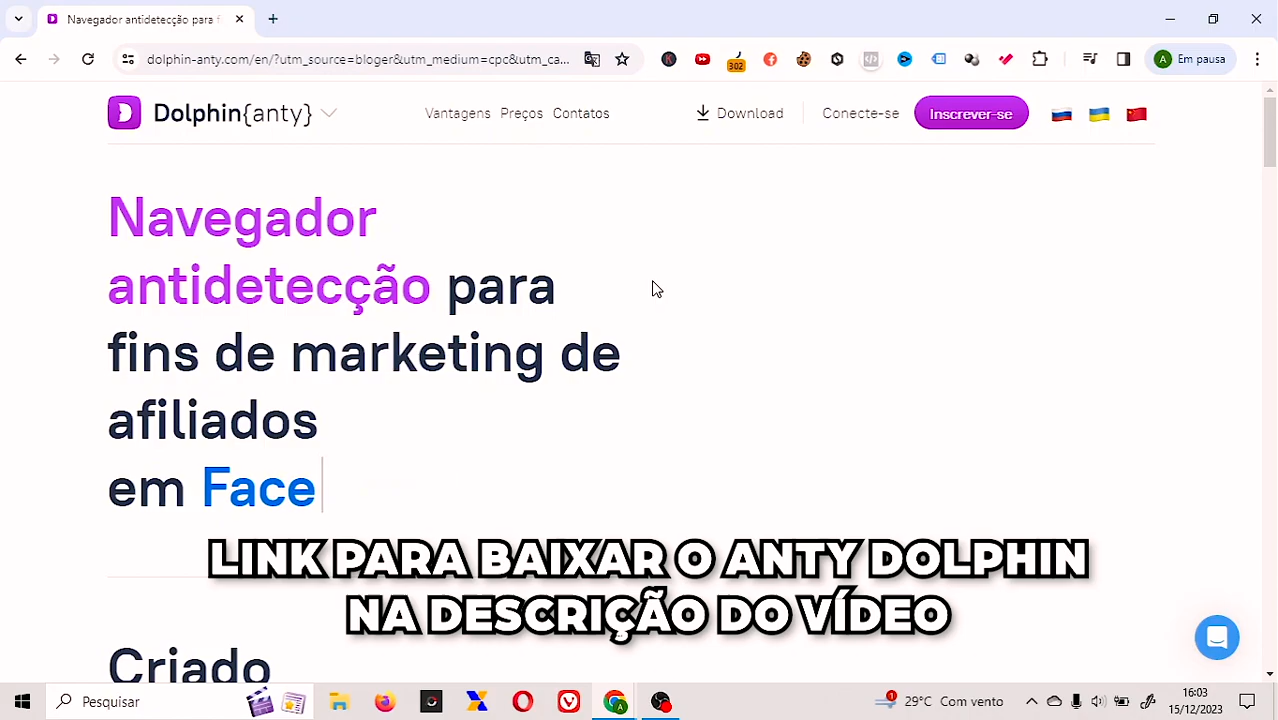 Navegador antidetecção para f
dolphin-anty.com/en/?utm_source=bloger&utm_medium=cpc&utm_ca...
302
A Em pausa
Dolphin{anty}
Vantagens Preços Contatos
Download
Conecte-se
Inscrever-se
Navegador
antidetecção para
fins de marketing de
afiliados
em Face
LINK PARA BAIXAR O ANTY DOLPHIN
NA DESCRIÇÃO DO VÍDEO
Criado
Pesquisar
1
29°C Com vento
16:03
15/12/2023